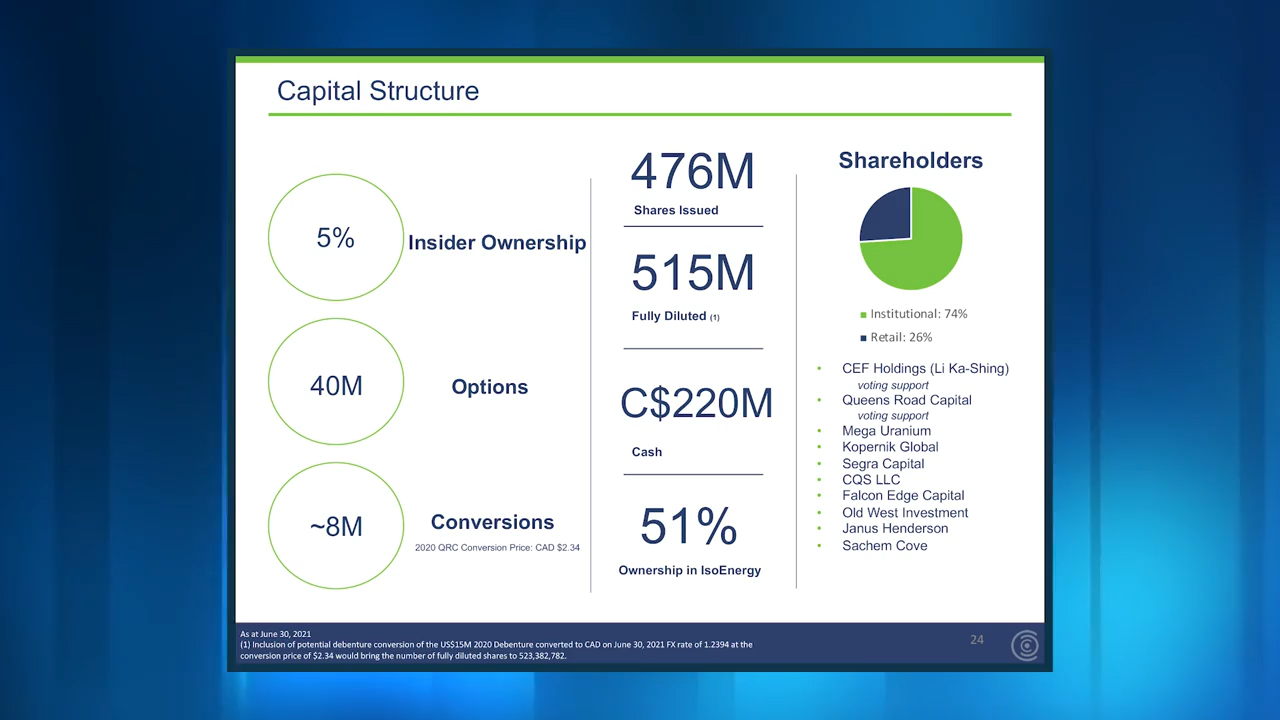 Capital Structure
5%
Insider Ownership
40M
Options
~8M
Conversions
2020 QRC Conversion Price: CAD $2.34
476M
Shares Issued
515M
Fully Diluted (1)
C$220M
Cash
51%
Ownership in IsoEnergy
Shareholders
Institutional: 74%
Retail: 26%
• CEF Holdings (Li Ka-Shing)
voting support
• Queens Road Capital
voting support
• Mega Uranium
• Kopernik Global
• Segra Capital
• CQS LLC
• Falcon Edge Capital
• Old West Investment
• Janus Henderson
• Sachem Cove
As at June 30, 2021
(1) Inclusion of potential debenture conversion of the US$15M 2020 Debenture converted to CAD on June 30, 2021 FX rate of 1.2394 at the
conversion price of $2.34 would bring the number of fully diluted shares to 523,382,782.
24